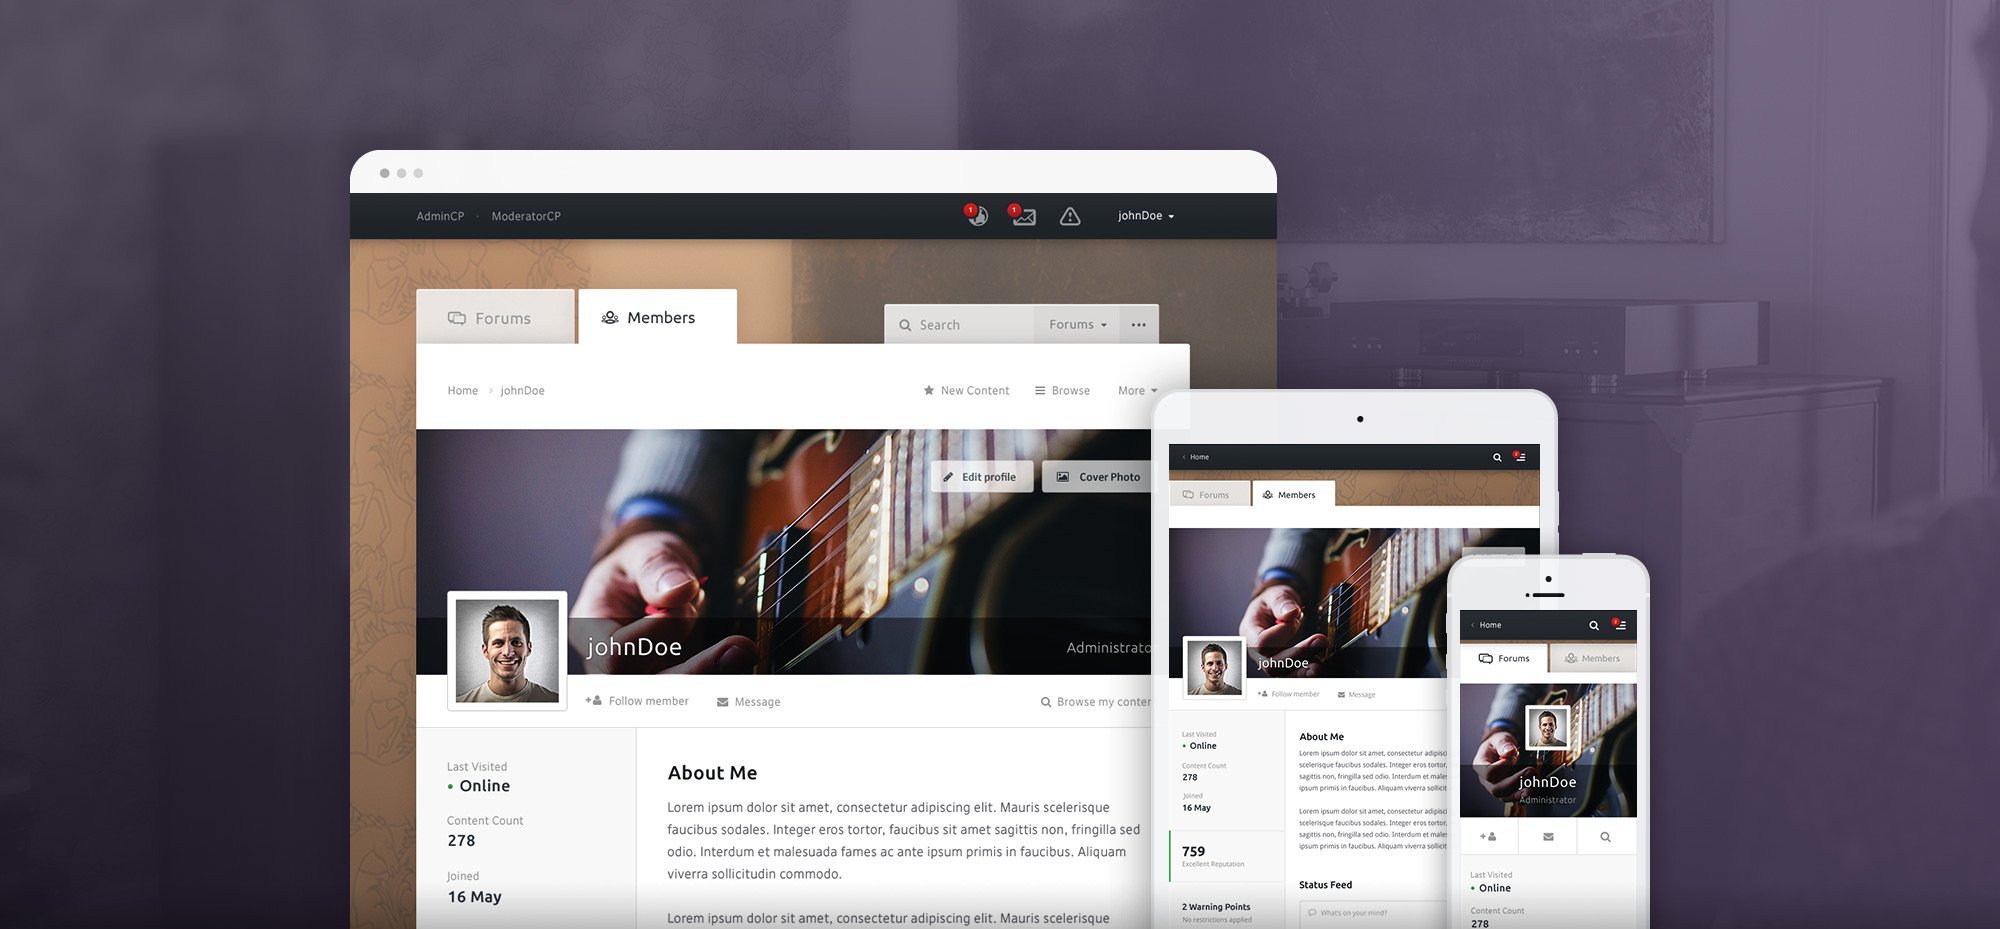 AdminCP · ModeratorCP
1 1 johnDoe
Forums Members
Search Forums
Home > johnDoe
New Content Browse More
Edit profile Cover Photo
johnDoe
Administrato
Follow member Message
Browse my conter
Last Visited
• Online
Content Count
278
Joined
16 May
About Me
Lorem ipsum dolor sit amet, consectetur adipiscing elit. Mauris scelerisque
faucibus sodales. Integer eros tortor, faucibus sit amet sagittis non, fringilla sed
odio. Interdum et malesuada fames ac ante ipsum primis in faucibus. Aliquam
viverra sollicitudin commodo.
Lorem ipsum dolor sit amet, consectetur adipiscing elit. Mauris scelerisque
‹ Home
Forums Members
johnDoe
Follow member Message
Last Visited
• Online
Content Count
278
Joined
16 May
759
Excellent Reputation
2 Warning Points
No restrictions applied
About Me
Lorem ipsum dolor sit amet, consectetur adipisc
scelerisque faucibus sodales. Integer eros tortor,
sagittis non, fringilla sed odio. Interdum et males
ipsum primis in faucibus. Aliquam viverra sollicit
Lorem ipsum dolor sit amet, consectetur adipisc
scelerisque faucibus sodales. Integer eros tortor,
sagittis non, fringilla sed odio. Interdum et males
ipsum primis in faucibus. Aliquam viverra sollicit
Status Feed
What's on your mind?
‹ Home
2
Forums Members
johnDoe
Administrator
Last Visited
• Online
Content Count
278